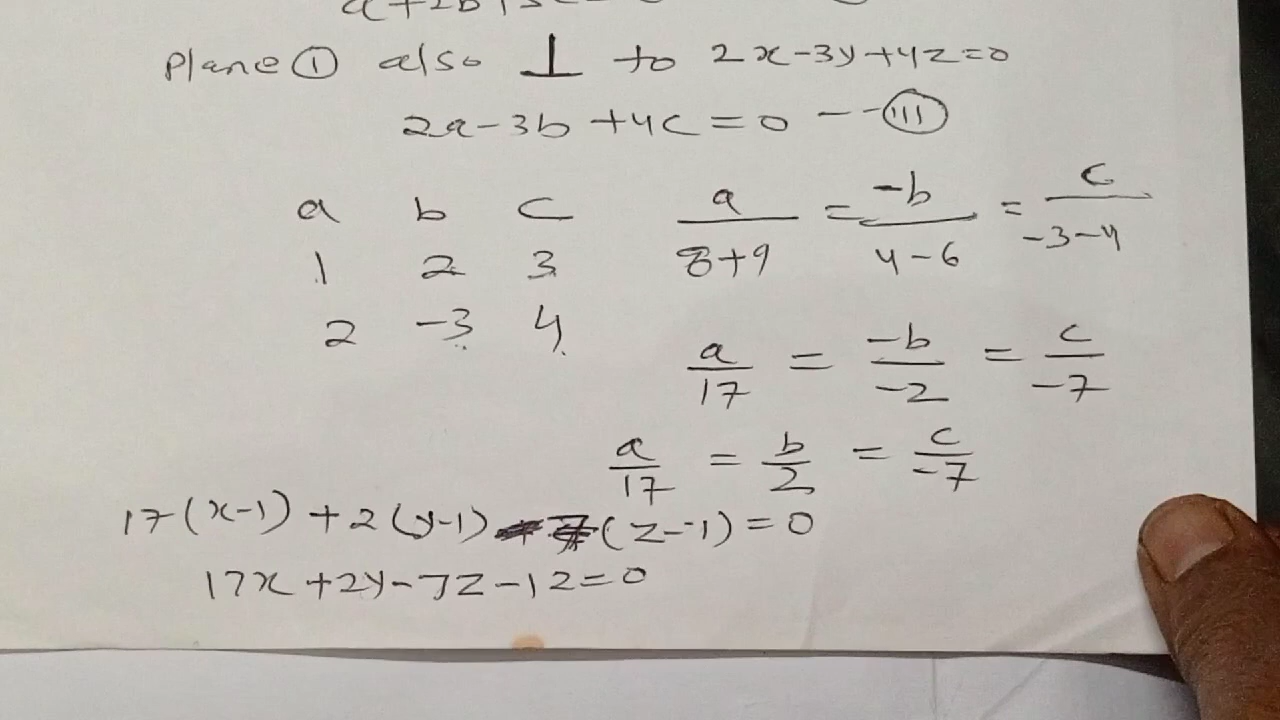 a+2b+3c
Plane ① also ⊥ to 2x-3y+4z=0
2a-3b+4c=0 --(III)
a b c
1 2 3
2 -3 4
a/(8+9) = -b/(4-6) = c/(-3-4)
a/17 = -b/-2 = c/-7
a/17 = b/2 = c/-7
17(x-1)+2(y-1)-7(z-1)=0
17x+2y-7z-12=0